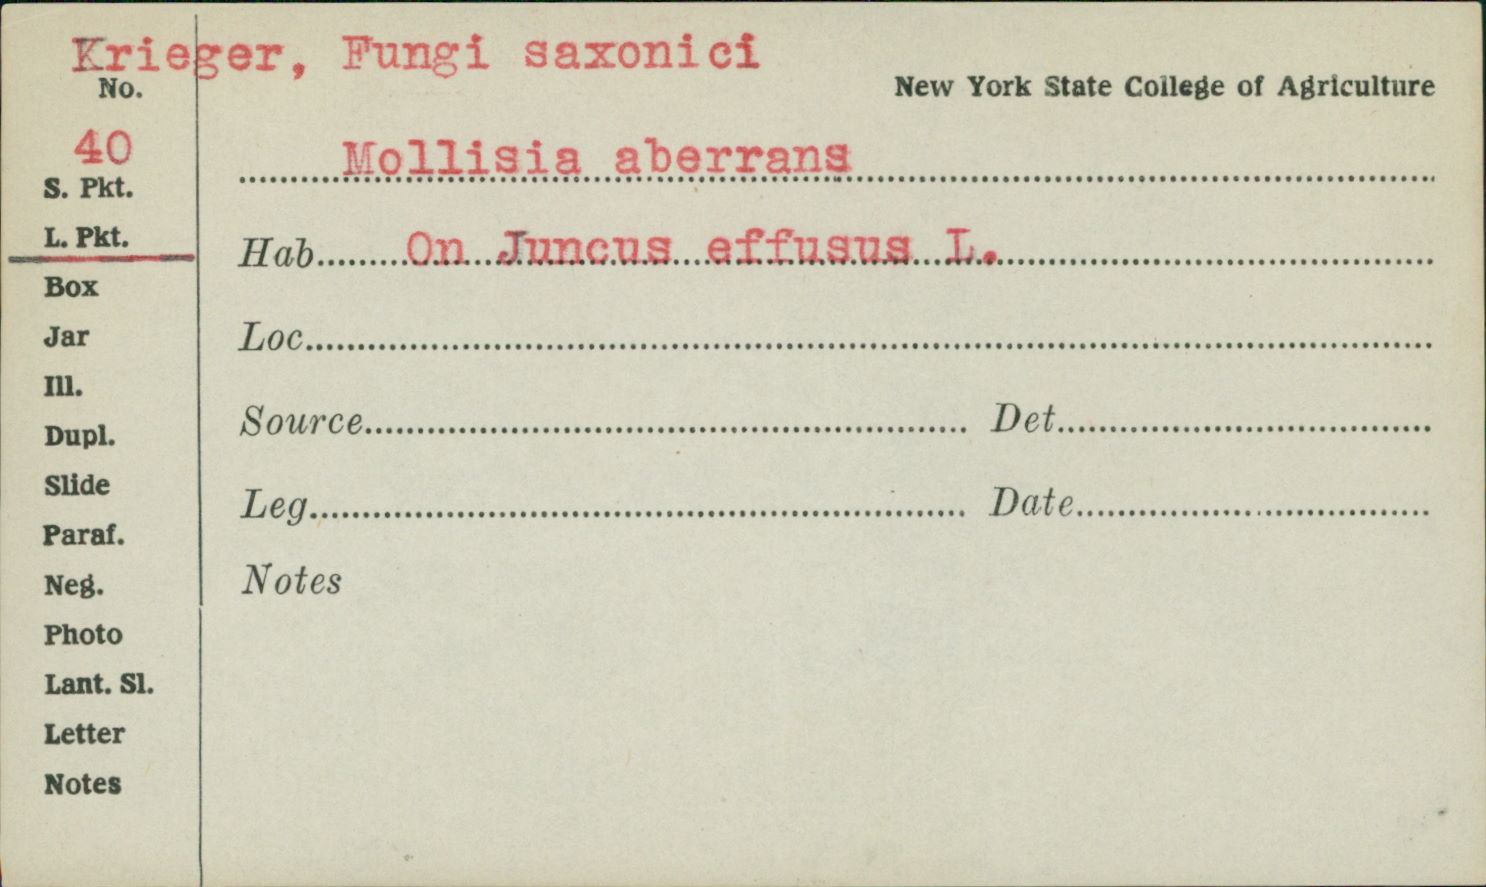 Krieger, Fungi saxonici
No.
New York State College of Agriculture
40
Mollisia aberrans
S. Pkt.
L. Pkt.
Hab. On Juncus effusus L.
Box
Jar
Loc.
Ill.
Source Det.
Dupl.
Slide
Leg. Date
Paraf.
Neg.
Notes
Photo
Lant. Sl.
Letter
Notes